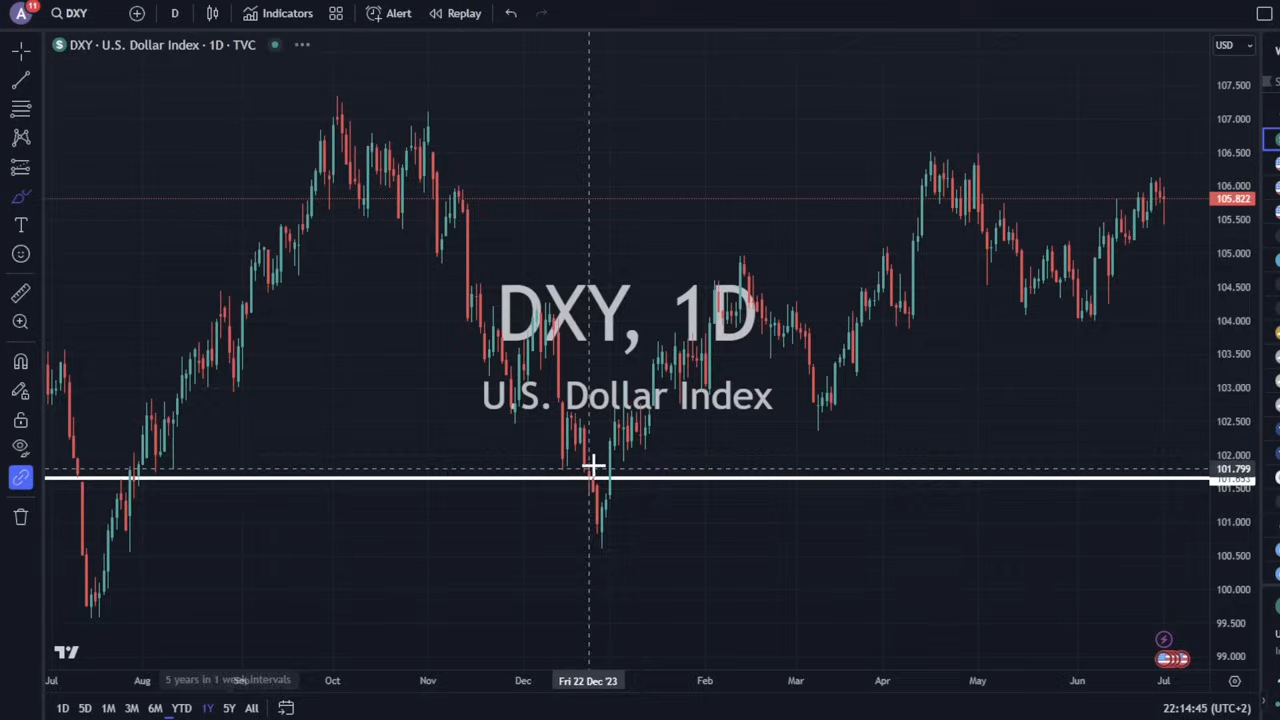 A
11
DXY
D
Indicators
Alert
Replay
S
DXY · U.S. Dollar Index · 1D · TVC
USD
107.500
107.000
106.500
106.000
105.822
105.500
105.000
104.500
104.000
103.500
103.000
102.500
102.000
101.799
101.500
101.000
100.500
100.000
99.500
99.000
DXY, 1D
U.S. Dollar Index
Jul
Aug
5 years in 1 week intervals
Oct
Nov
Dec
Fri 22 Dec '23
Feb
Mar
Apr
May
Jun
Jul
1D
5D
1M
3M
6M
YTD
1Y
5Y
All
22:14:45 (UTC+2)